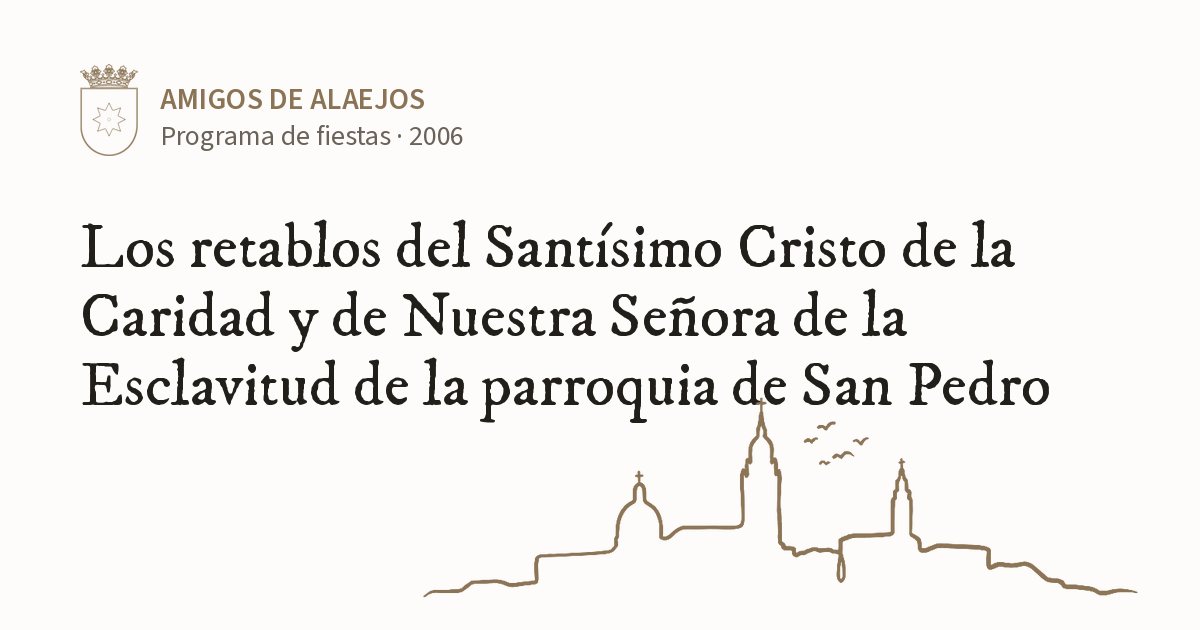 AMIGOS DE ALAEJOS
Programa de fiestas · 2006
Los retablos del Santísimo Cristo de la
Caridad y de Nuestra Señora de la
Esclavitud de la parroquia de San Pedro